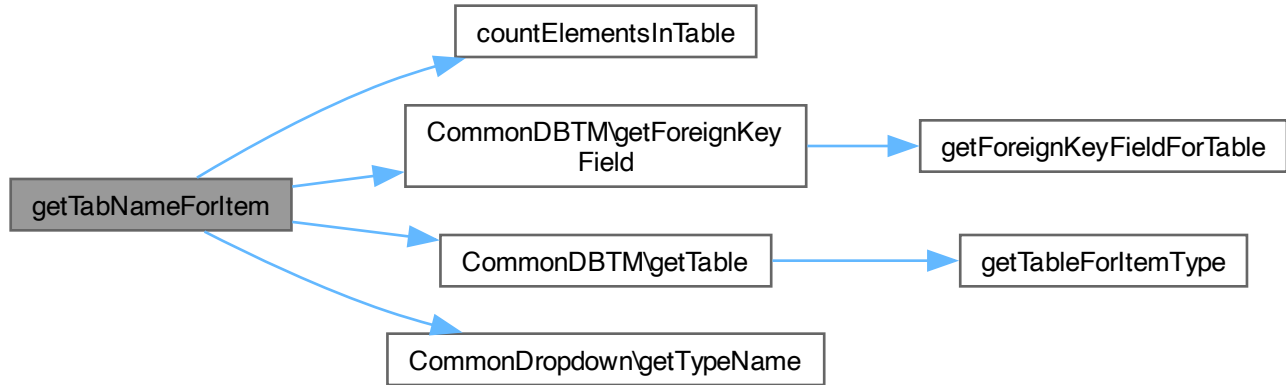 countElementsInTable
CommonDBTM\getForeignKey
Field
getForeignKeyFieldForTable
getTabNameForItem
CommonDBTM\getTable
getTableForItemType
CommonDropdown\getTypeName